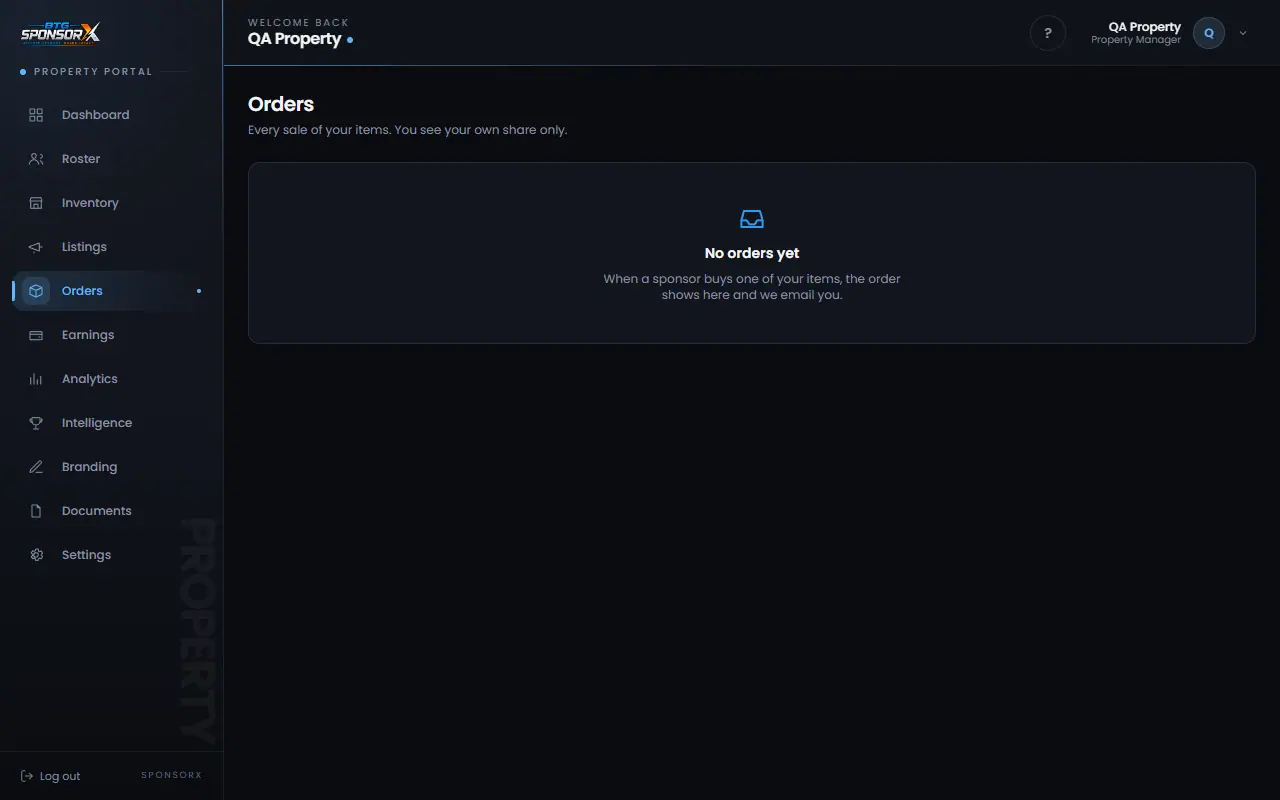 BTG
SPONSORX
PROPERTY PORTAL
Dashboard
Roster
Inventory
Listings
Orders
Earnings
Analytics
Intelligence
Branding
Documents
Settings
PROPERTY
Log out
SPONSORX
WELCOME BACK
QA Property
?
QA Property
Property Manager
Q
Orders
Every sale of your items. You see your own share only.
No orders yet
When a sponsor buys one of your items, the order
shows here and we email you.